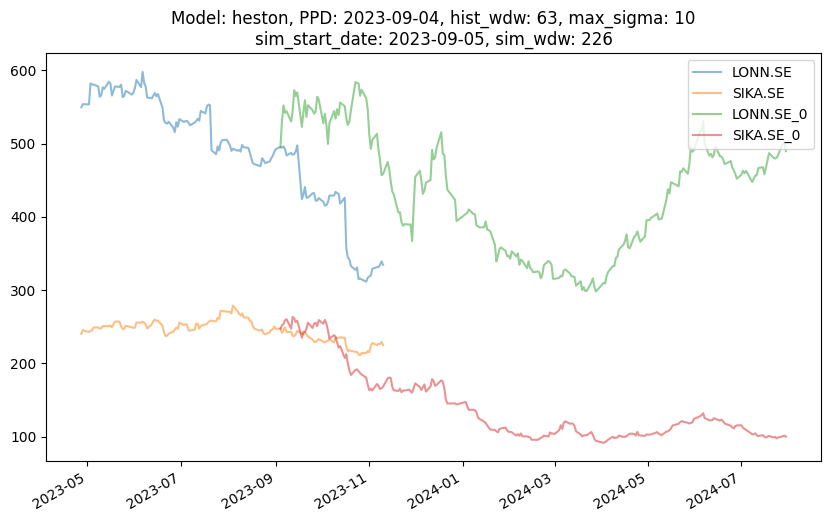 Model: heston, PPD: 2023-09-04, hist_wdw: 63, max_sigma: 10
sim_start_date: 2023-09-05, sim_wdw: 226
LONN.SE
SIKA.SE
LONN.SE_0
SIKA.SE_0
600
500
400
300
200
100
2023-05
2023-07
2023-09
2023-11
2024-01
2024-03
2024-05
2024-07